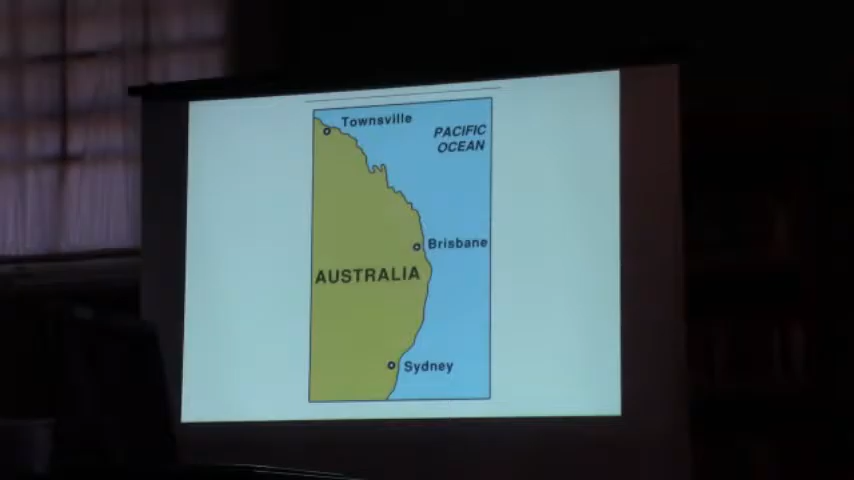 Townsville
PACIFIC
OCEAN
Brisbane
AUSTRALIA
Sydney